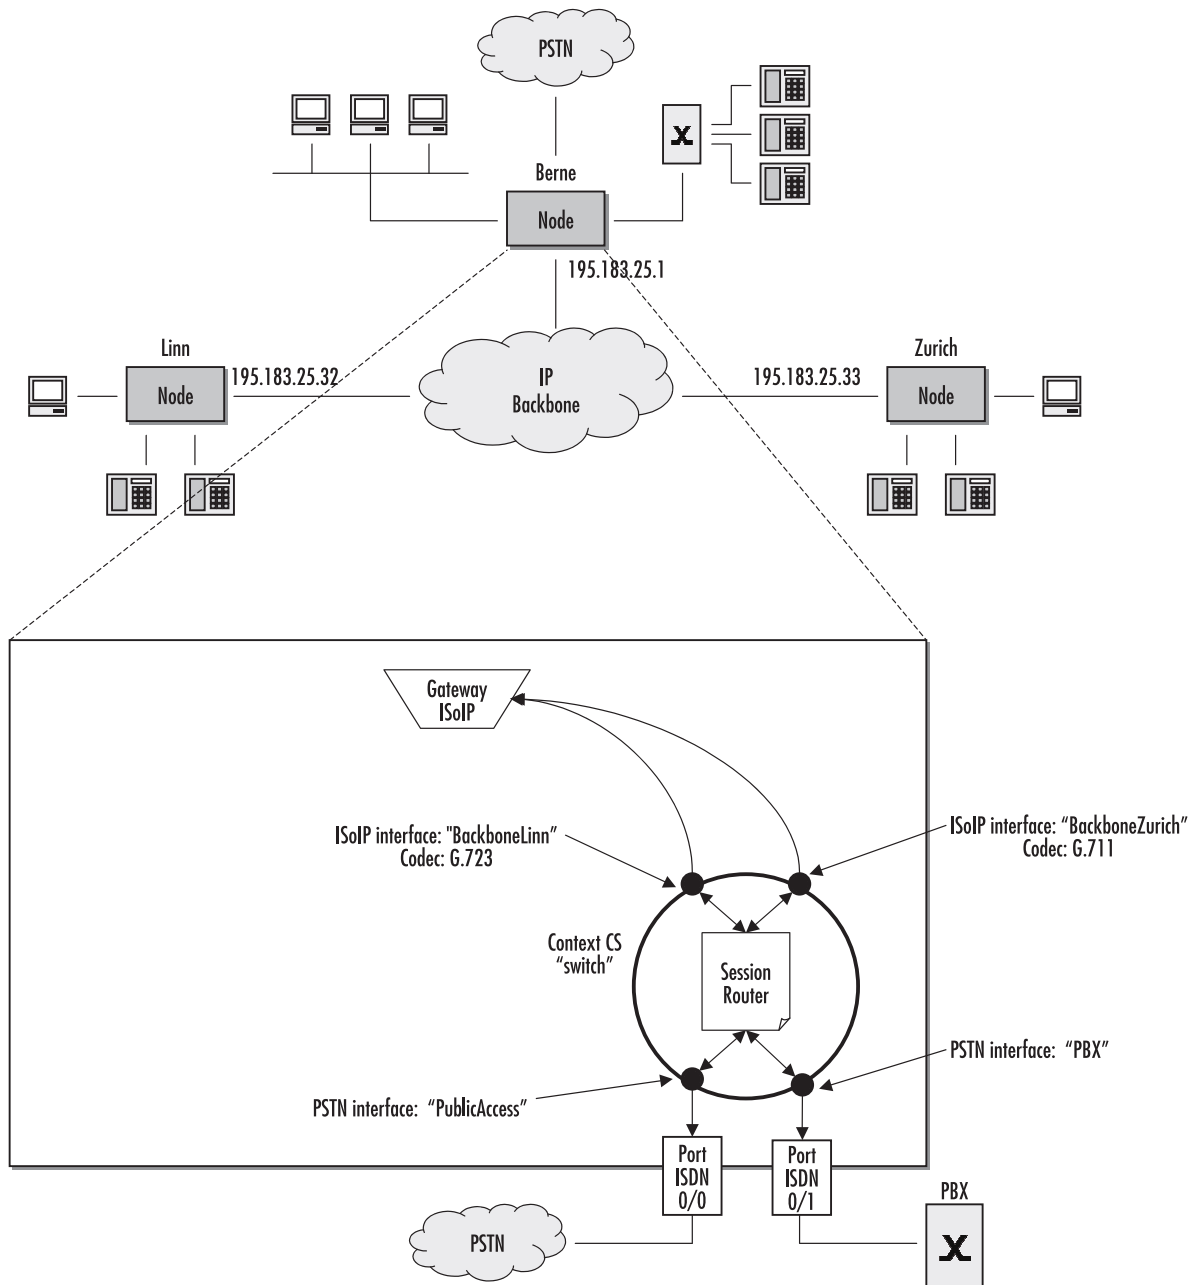 PSTN
X
Berne
Node
195.183.25.1
Linn
Node
195.183.25.32
IP
Backbone
195.183.25.33
Zurich
Node
Gateway
ISoIP
ISoIP interface: "BackboneLinn”
Codec: G.723
ISoIP interface: “BackboneZurich”
Codec: G.711
Context CS
“switch”
Session
Router
PSTN interface: “PBX”
PSTN interface: “PublicAccess”
Port
ISDN
0/0
Port
ISDN
0/1
PBX
X
PSTN